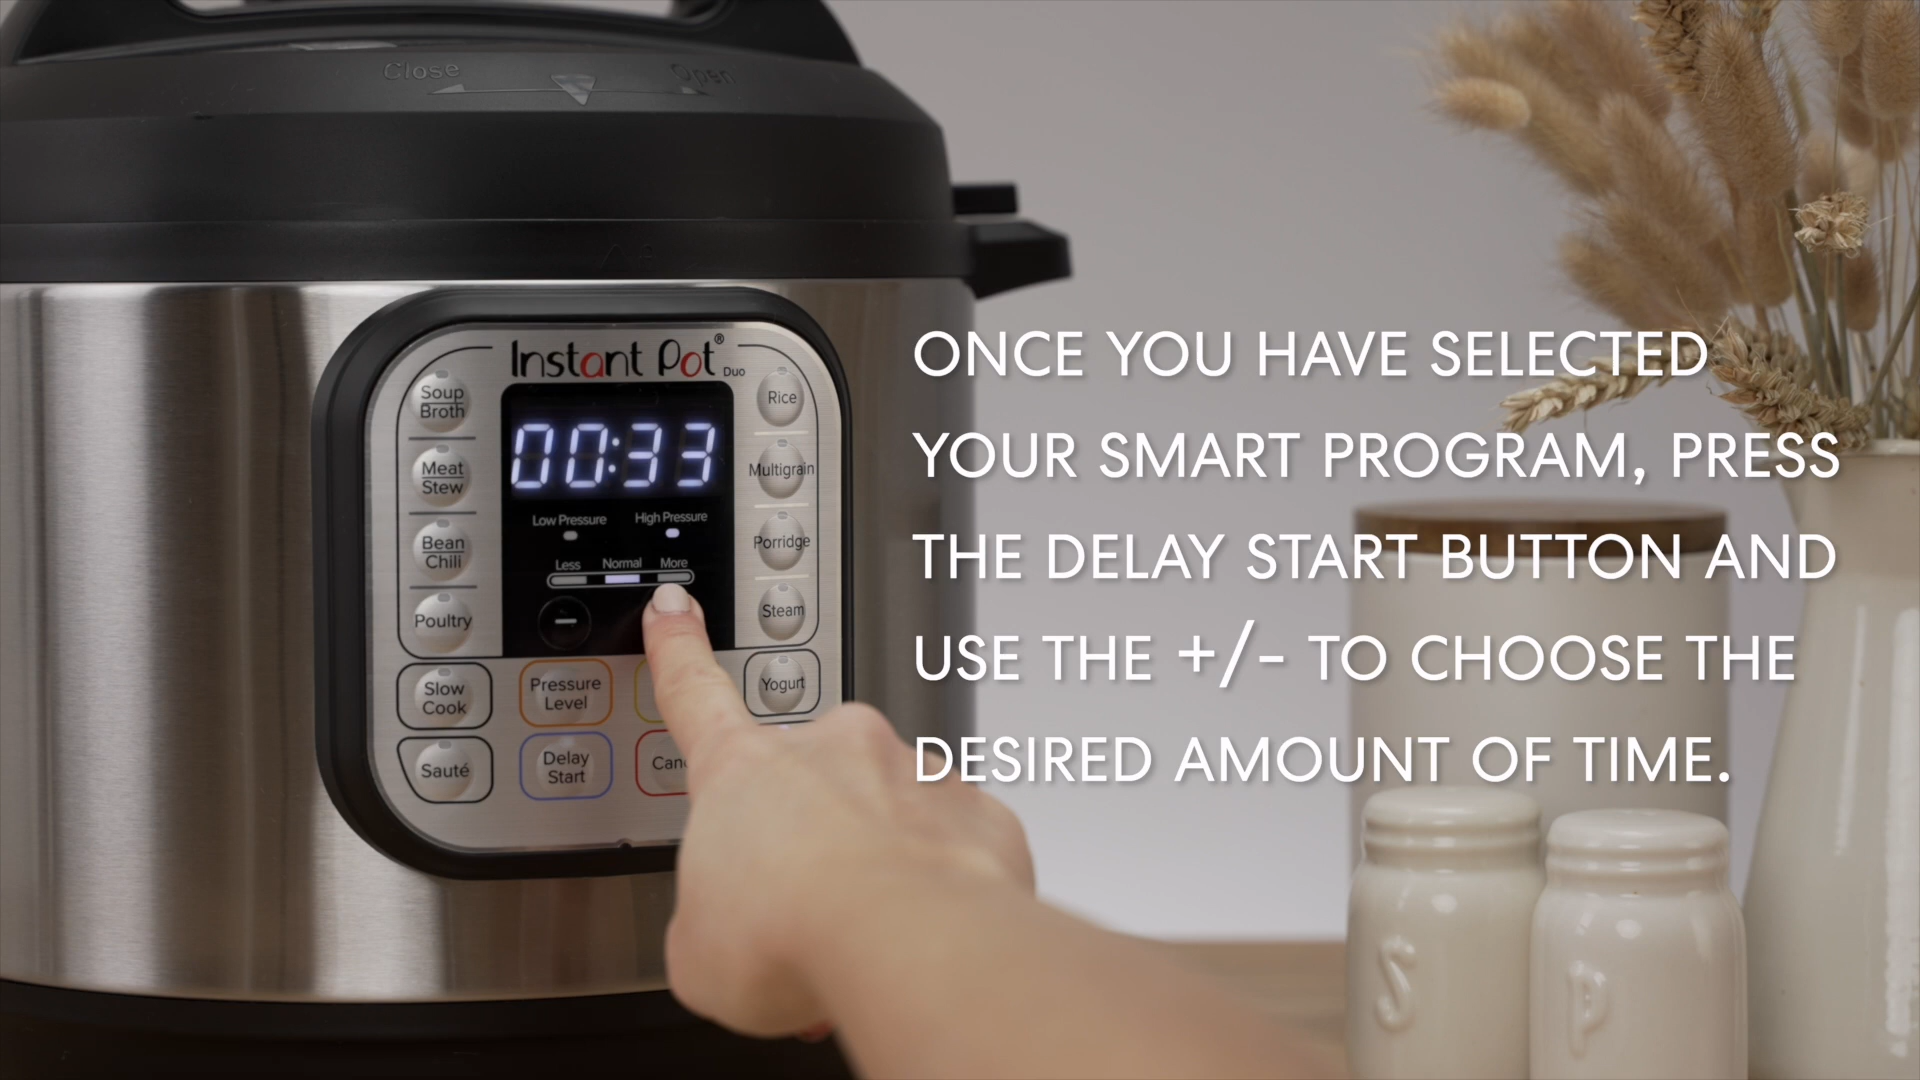 Close Open
Instant Pot®
Duo
Soup
Broth
Meat
Stew
Bean
Chili
Poultry
Slow
Cook
Sauté
00:33
Low Pressure High Pressure
Less Normal More
−
Pressure
Level
Delay
Start
Rice
Multigrain
Porridge
Steam
Yogurt
ONCE YOU HAVE SELECTED
YOUR SMART PROGRAM, PRESS
THE DELAY START BUTTON AND
USE THE +/- TO CHOOSE THE
DESIRED AMOUNT OF TIME.
S
P